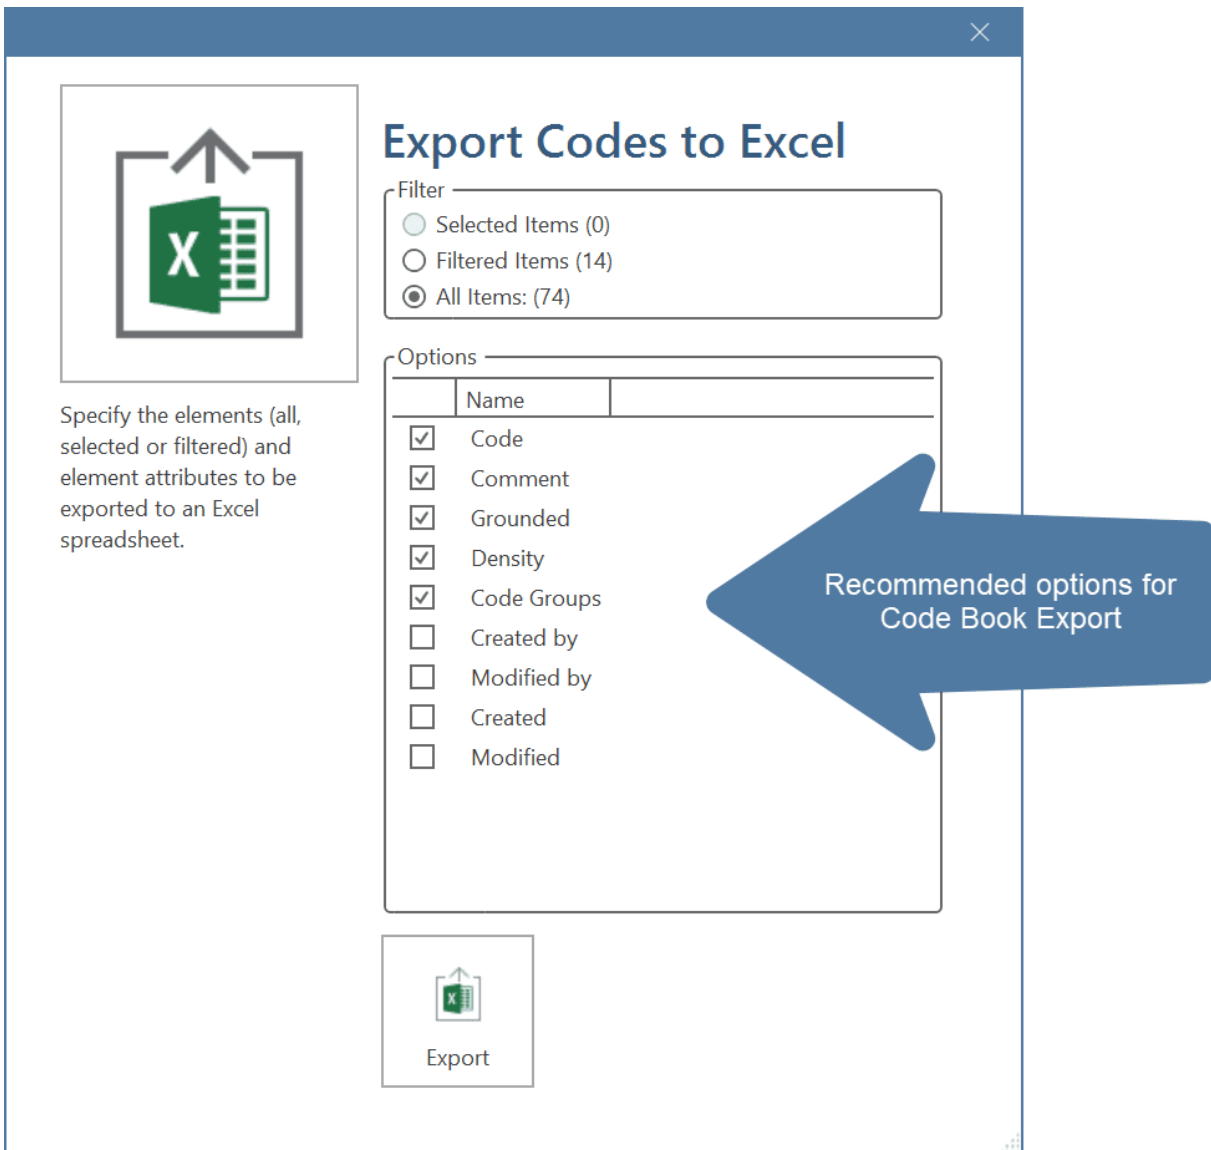 Export Codes to Excel
Filter
Selected Items (0)
Filtered Items (14)
All Items: (74)
Specify the elements (all,
selected or filtered) and
element attributes to be
exported to an Excel
spreadsheet.
Options
Name
Code
Comment
Grounded
Density
Code Groups
Created by
Modified by
Created
Modified
Recommended options for
Code Book Export
Export